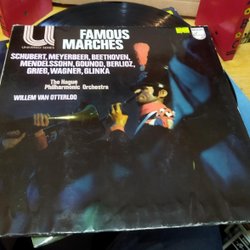 U
UNIVERSO SERIES
FAMOUS
MARCHES
SCHUBERT, MEYERBEER, BEETHOVEN,
MENDELSSOHN, GOUNOD, BERLIOZ,
GRIEG, WAGNER, GLINKA
The Hague
Philharmonic Orchestra
WILLEM VAN OTTERLOO